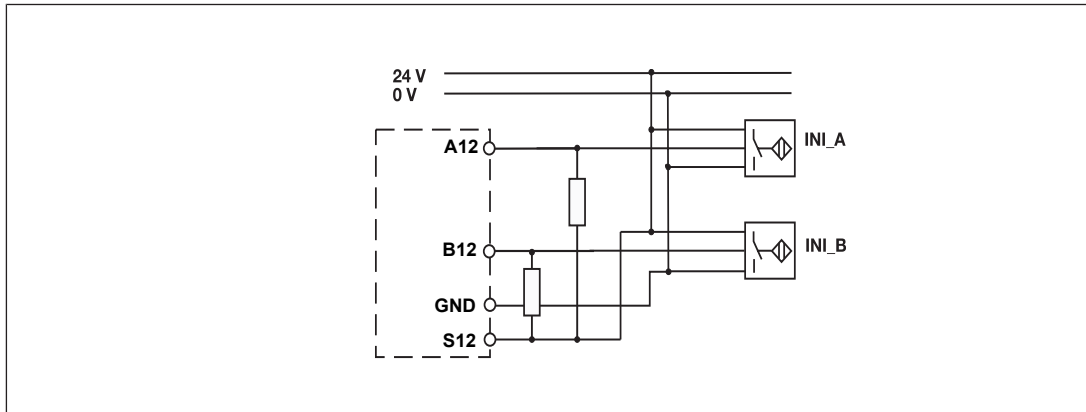 24 V
0 V
A12
INI_A
B12
INI_B
GND
S12